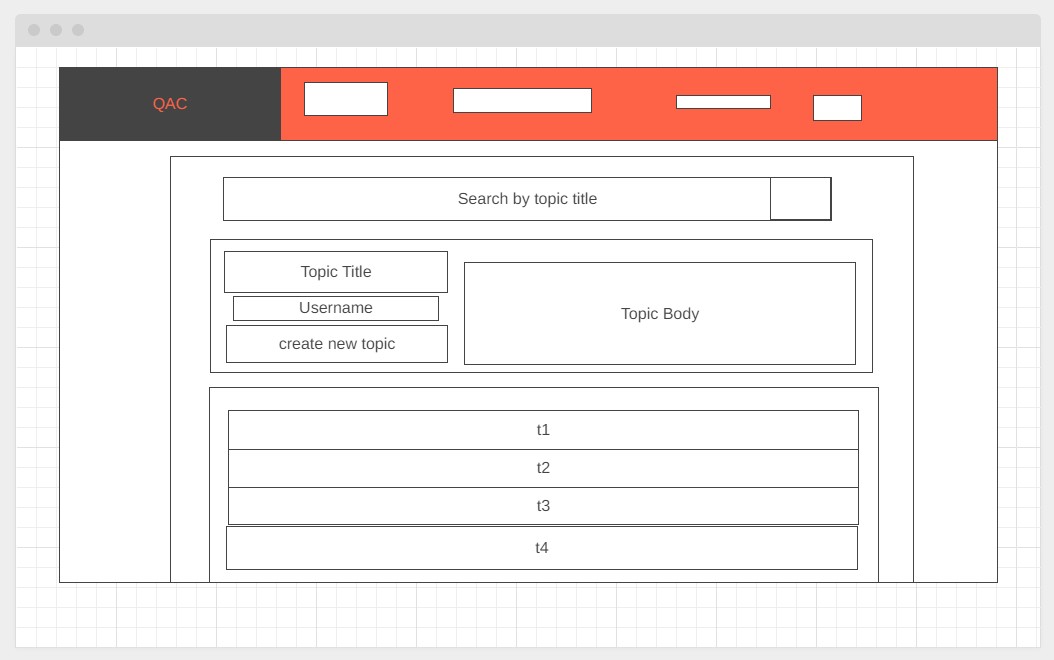 QAC
Search by topic title
Topic Title
Username
create new topic
Topic Body
t1
t2
t3
t4